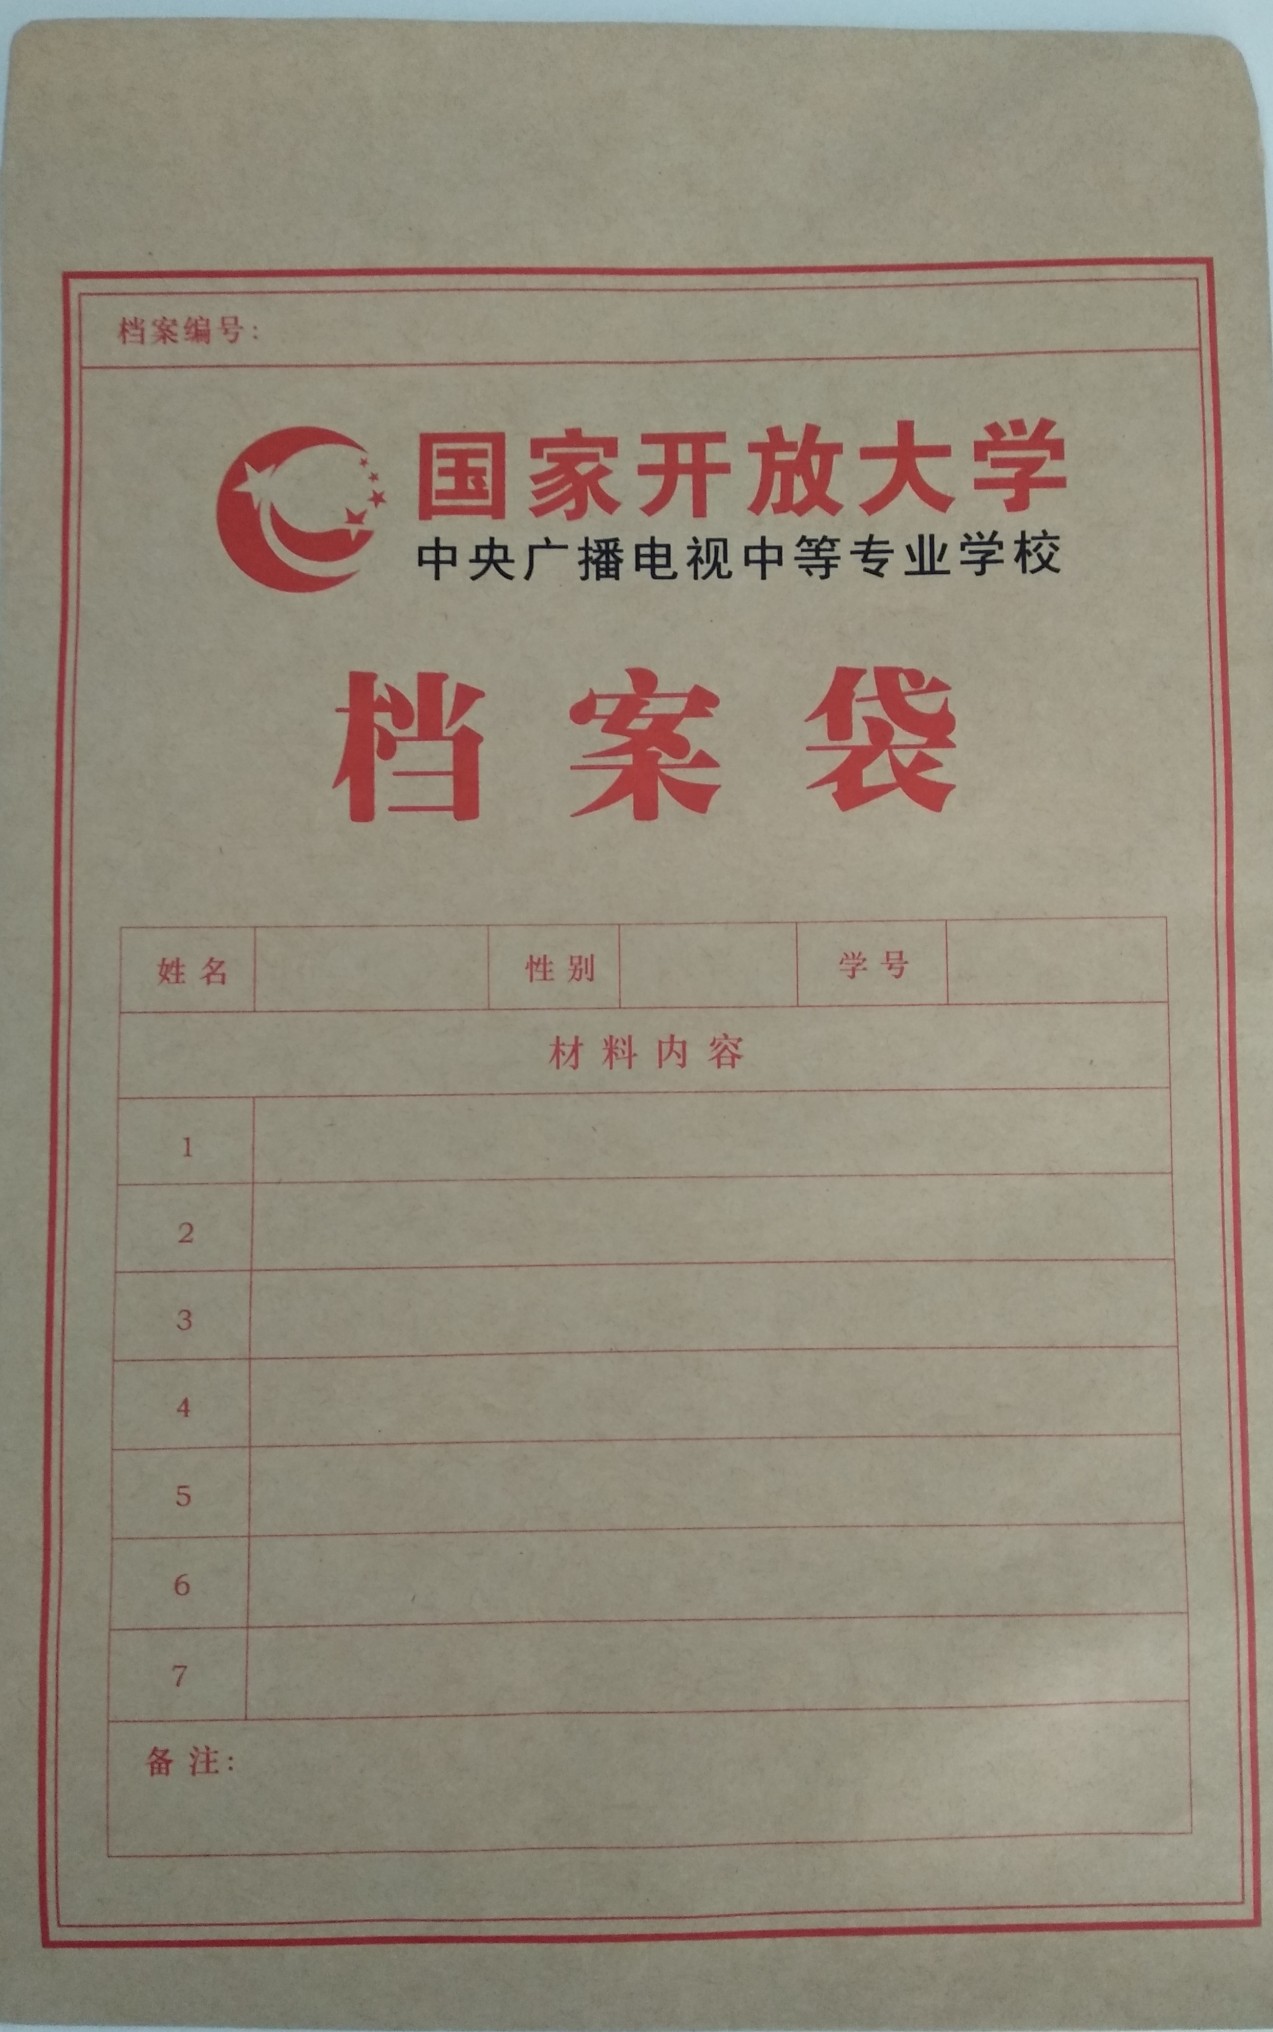 档案编号：
国家开放大学
中央广播电视中等专业学校
档案袋
姓名 性别 学号
材料内容
1
2
3
4
5
6
7
备注：